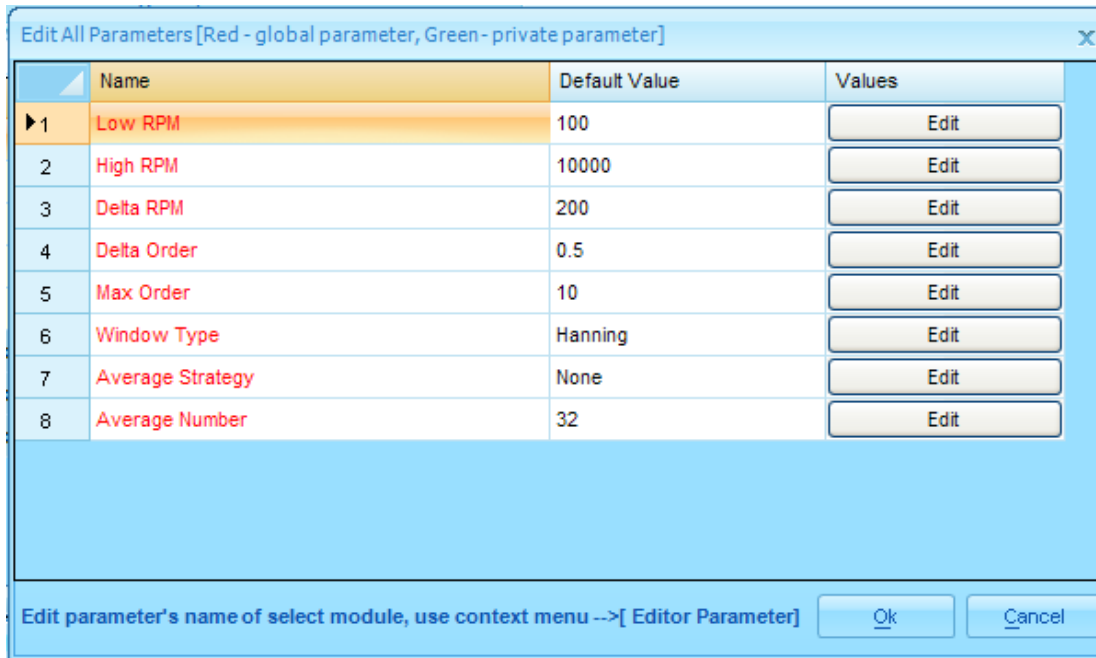 Edit All Parameters [Red - global parameter, Green - private parameter] x
Name Default Value Values
1 Low RPM 100 Edit
2 High RPM 10000 Edit
3 Delta RPM 200 Edit
4 Delta Order 0.5 Edit
5 Max Order 10 Edit
6 Window Type Hanning Edit
7 Average Strategy None Edit
8 Average Number 32 Edit
Edit parameter's name of select module, use context menu -->[ Editor Parameter] Ok Cancel